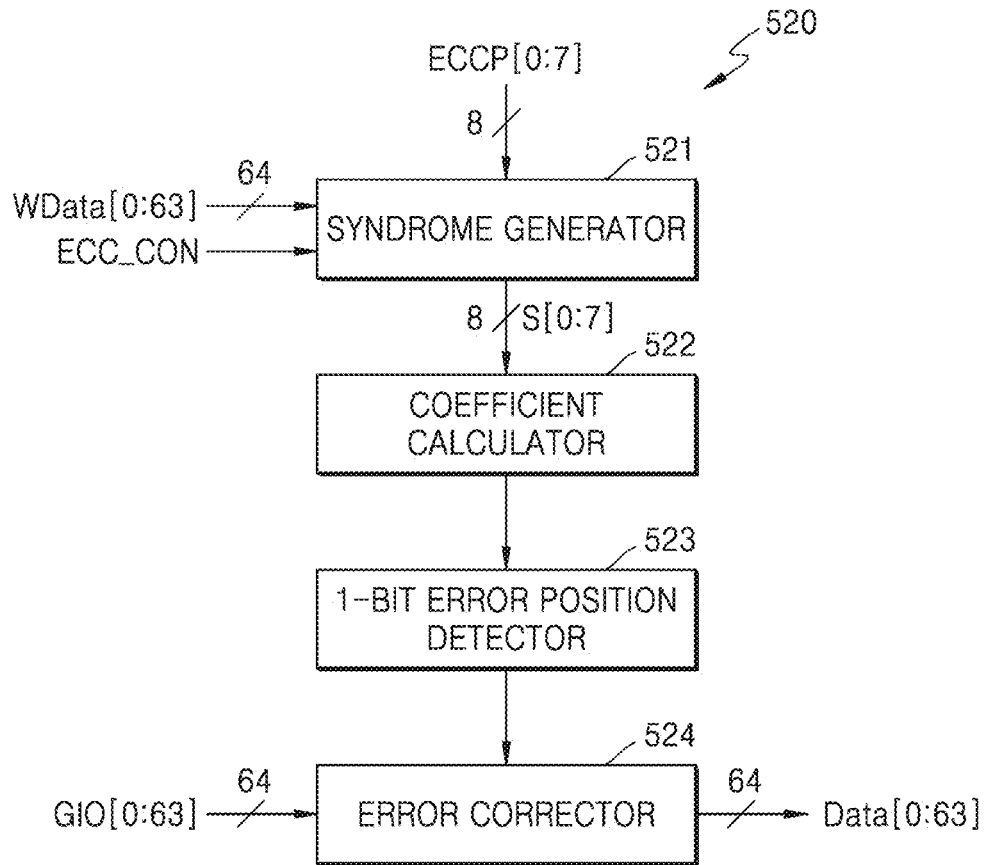 520
ECCP[0:7]
8
521
WData[0:63]
64
ECC_CON
SYNDROME GENERATOR
8
S[0:7]
522
COEFFICIENT
CALCULATOR
523
1-BIT ERROR POSITION
DETECTOR
524
GIO[0:63]
64
ERROR CORRECTOR
64
Data[0:63]